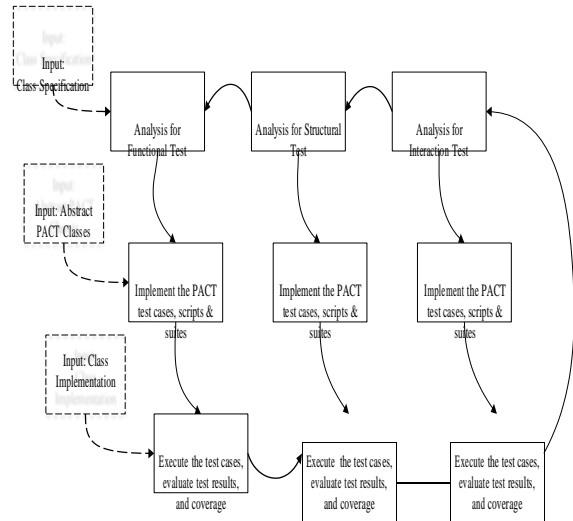 Input:
Class Specification
Analysis for
Functional Test
Analysis for Structural
Test
Analysis for
Interaction Test
Input: Abstract
PACT Classes
Implement the PACT
test cases, scripts &
suites
Implement the PACT
test cases, scripts &
suites
Implement the PACT
test cases, scripts &
suites
Input: Class
Implementation
Execute the test cases,
evaluate test results,
and coverage
Execute the test cases,
evaluate test results,
and coverage
Execute the test cases,
evaluate test results,
and coverage